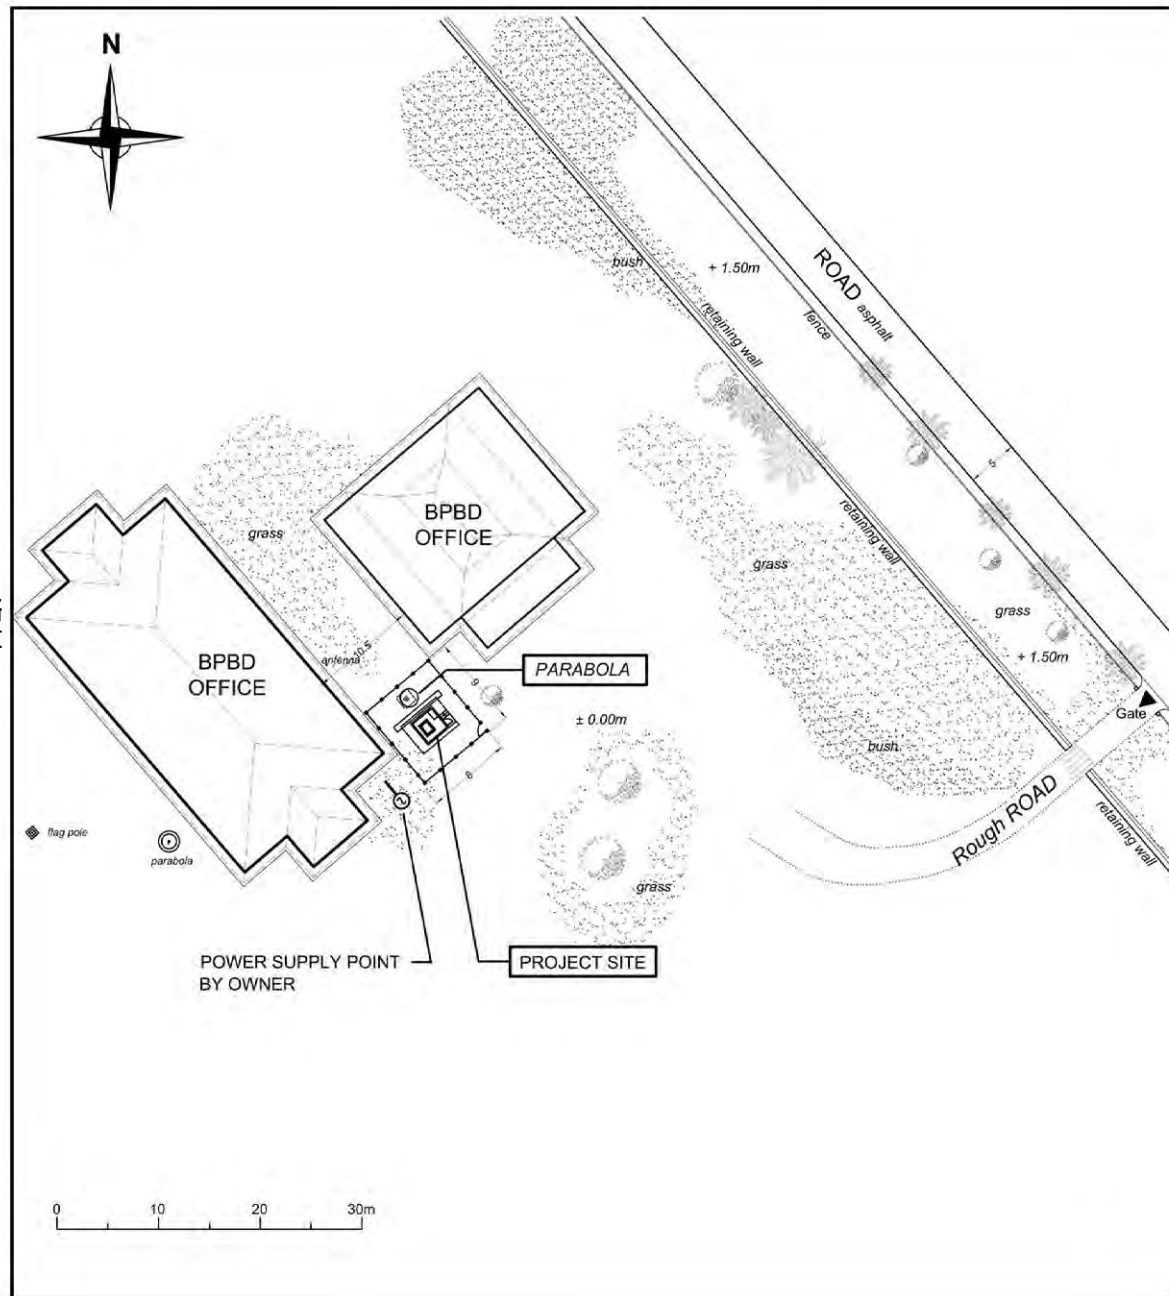 N
ROAD asphalt
bush
+ 1.50m
retaining wall
fence
BPBD
OFFICE
grass
5
retaining wall
grass
grass
BPBD
OFFICE
antenna
10.5
PARABOLA
9
+ 1.50m
± 0.00m
Gate
bush
6
Rough ROAD
retaining wall
flag pole
parabola
grass
POWER SUPPLY POINT
BY OWNER
PROJECT SITE
0 10 20 30m